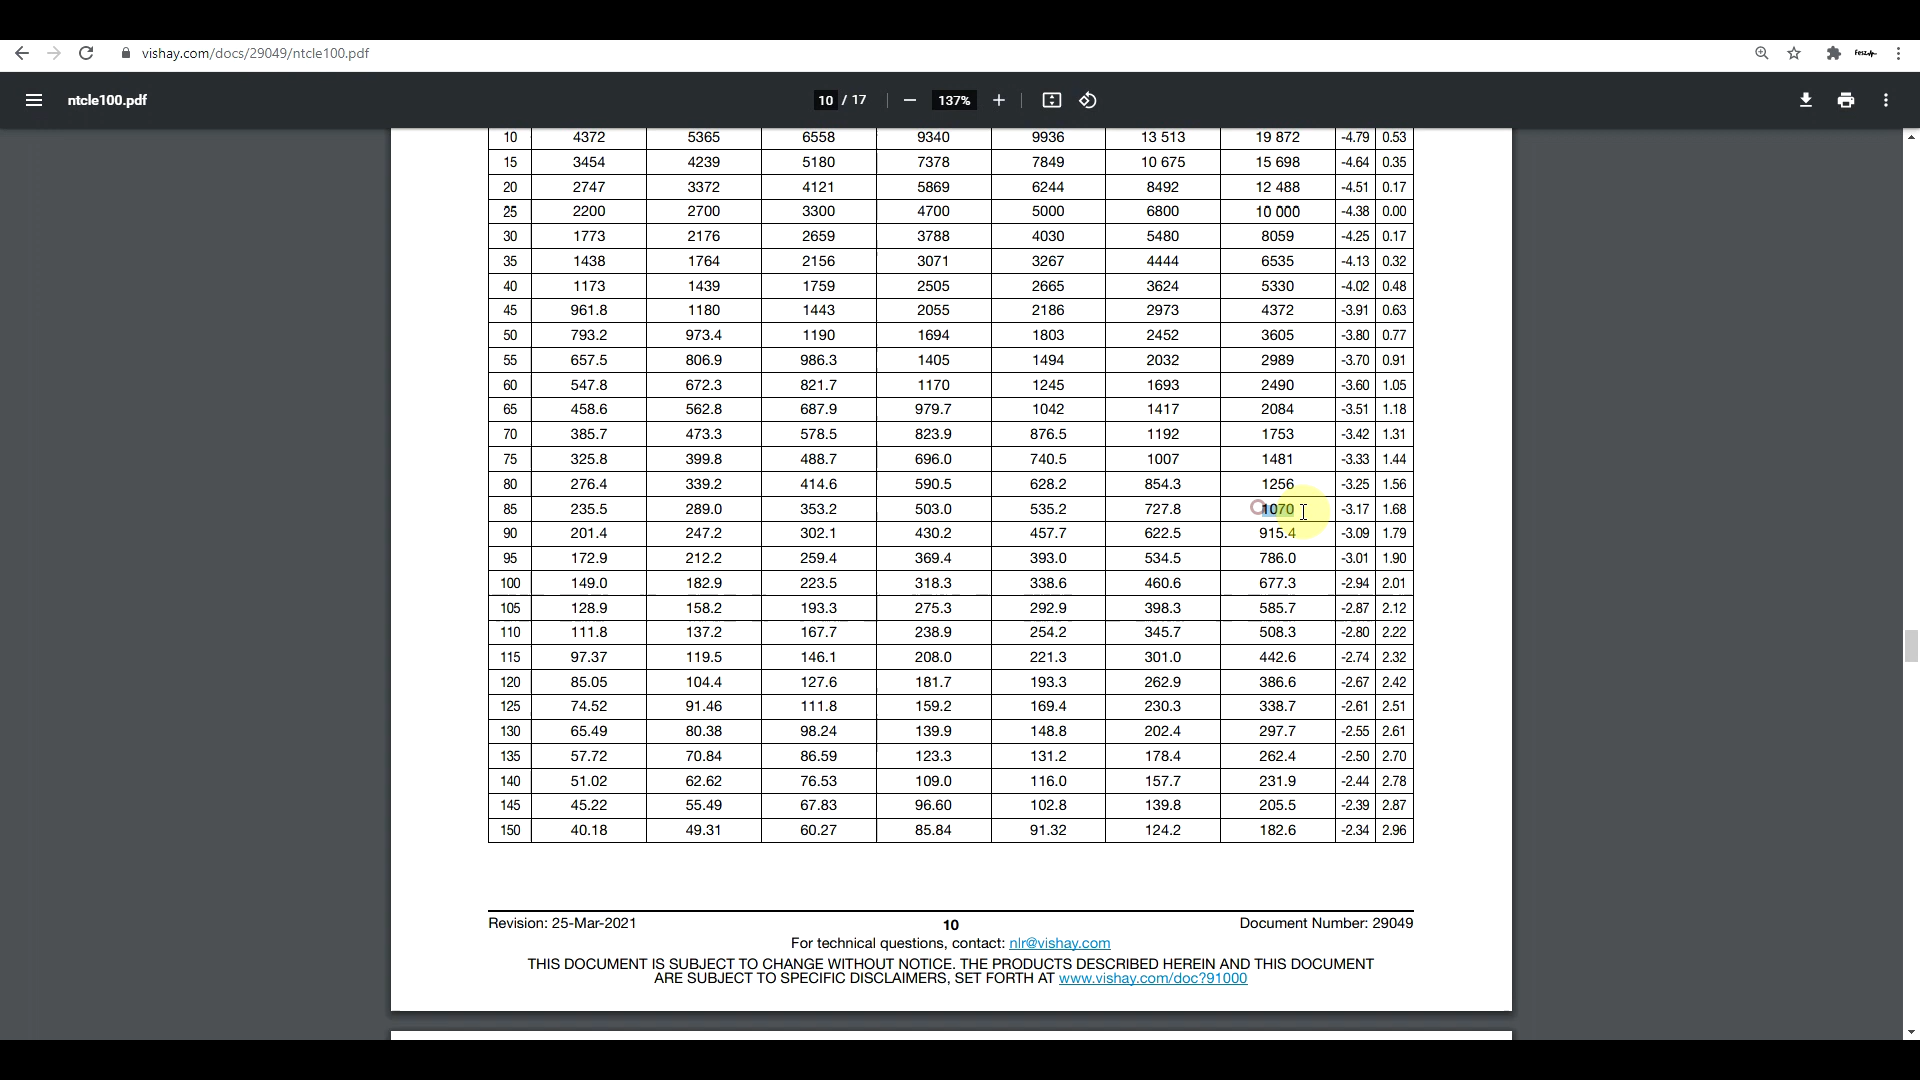 vishay.com/docs/29049/ntcle100.pdf
fesz
ntcle100.pdf
10 / 17
137%
10 4372 5365 6558 9340 9936 13 513 19 872 -4.79 0.53
15 3454 4239 5180 7378 7849 10 675 15 698 -4.64 0.35
20 2747 3372 4121 5869 6244 8492 12 488 -4.51 0.17
25 2200 2700 3300 4700 5000 6800 10 000 -4.38 0.00
30 1773 2176 2659 3788 4030 5480 8059 -4.25 0.17
35 1438 1764 2156 3071 3267 4444 6535 -4.13 0.32
40 1173 1439 1759 2505 2665 3624 5330 -4.02 0.48
45 961.8 1180 1443 2055 2186 2973 4372 -3.91 0.63
50 793.2 973.4 1190 1694 1803 2452 3605 -3.80 0.77
55 657.5 806.9 986.3 1405 1494 2032 2989 -3.70 0.91
60 547.8 672.3 821.7 1170 1245 1693 2490 -3.60 1.05
65 458.6 562.8 687.9 979.7 1042 1417 2084 -3.51 1.18
70 385.7 473.3 578.5 823.9 876.5 1192 1753 -3.42 1.31
75 325.8 399.8 488.7 696.0 740.5 1007 1481 -3.33 1.44
80 276.4 339.2 414.6 590.5 628.2 854.3 1256 -3.25 1.56
85 235.5 289.0 353.2 503.0 535.2 727.8 1070 -3.17 1.68
90 201.4 247.2 302.1 430.2 457.7 622.5 915.4 -3.09 1.79
95 172.9 212.2 259.4 369.4 393.0 534.5 786.0 -3.01 1.90
100 149.0 182.9 223.5 318.3 338.6 460.6 677.3 -2.94 2.01
105 128.9 158.2 193.3 275.3 292.9 398.3 585.7 -2.87 2.12
110 111.8 137.2 167.7 238.9 254.2 345.7 508.3 -2.80 2.22
115 97.37 119.5 146.1 208.0 221.3 301.0 442.6 -2.74 2.32
120 85.05 104.4 127.6 181.7 193.3 262.9 386.6 -2.67 2.42
125 74.52 91.46 111.8 159.2 169.4 230.3 338.7 -2.61 2.51
130 65.49 80.38 98.24 139.9 148.8 202.4 297.7 -2.55 2.61
135 57.72 70.84 86.59 123.3 131.2 178.4 262.4 -2.50 2.70
140 51.02 62.62 76.53 109.0 116.0 157.7 231.9 -2.44 2.78
145 45.22 55.49 67.83 96.60 102.8 139.8 205.5 -2.39 2.87
150 40.18 49.31 60.27 85.84 91.32 124.2 182.6 -2.34 2.96
Revision: 25-Mar-2021 10 Document Number: 29049
For technical questions, contact: nlr@vishay.com
THIS DOCUMENT IS SUBJECT TO CHANGE WITHOUT NOTICE. THE PRODUCTS DESCRIBED HEREIN AND THIS DOCUMENT
ARE SUBJECT TO SPECIFIC DISCLAIMERS, SET FORTH AT www.vishay.com/doc?91000